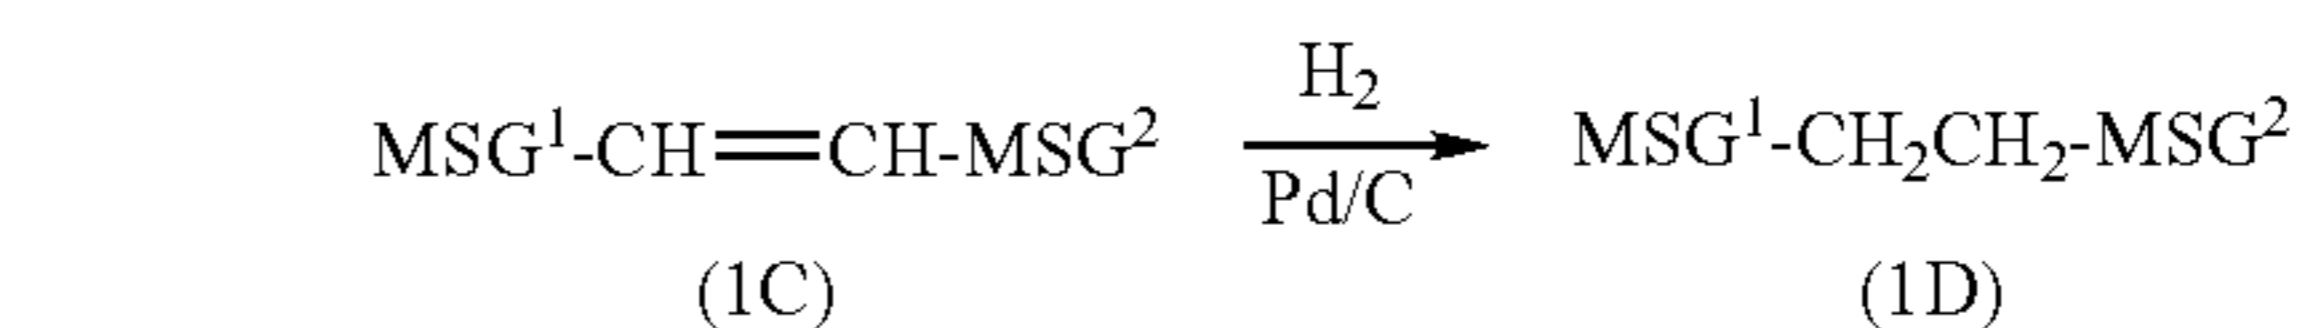 H₂
MSG¹-CH=CH-MSG² MSG¹-CH₂CH₂-MSG²
Pd/C
(1C) (1D)